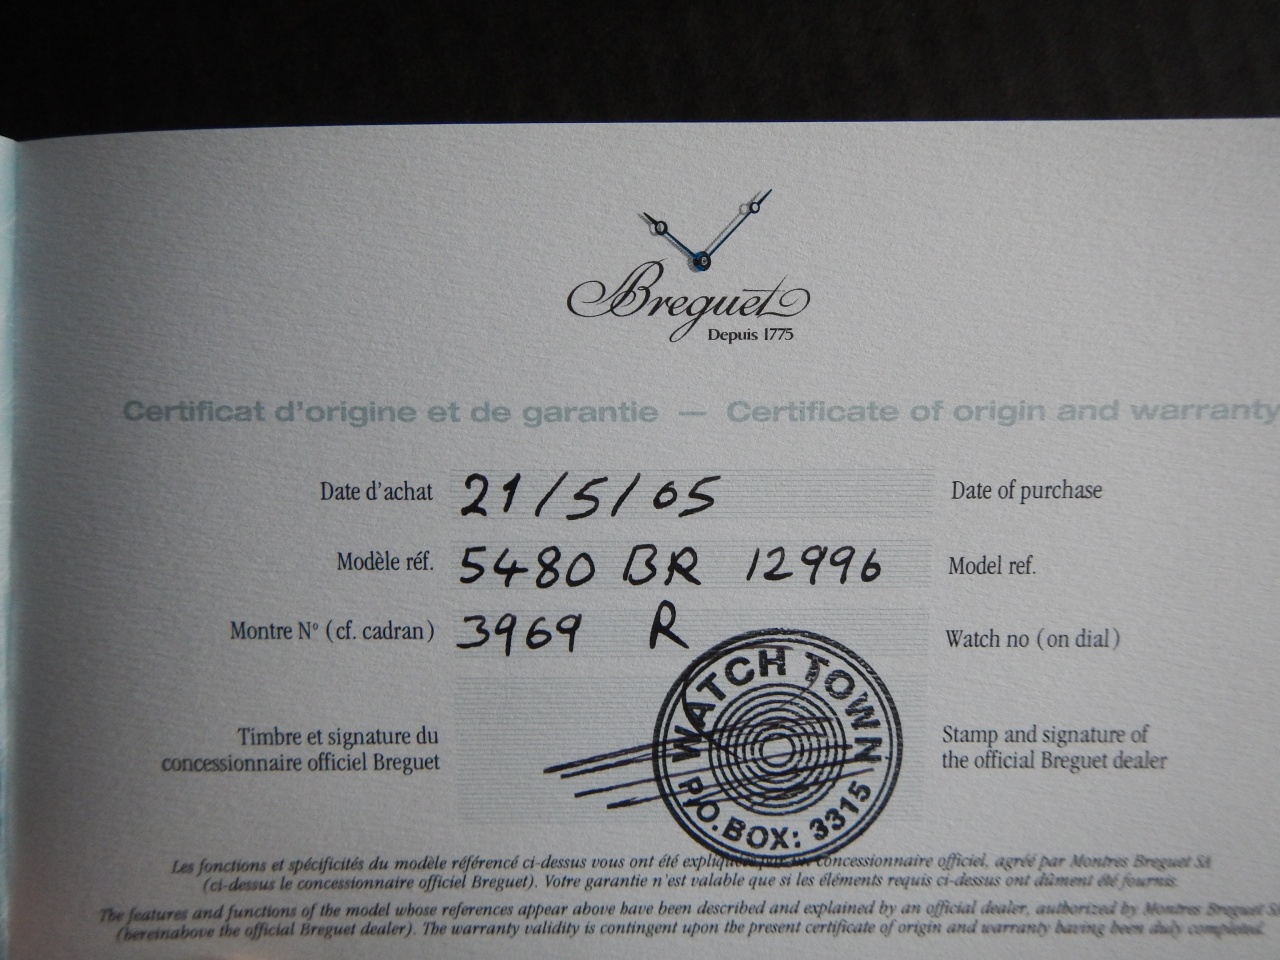 Breguet
Depuis 1775
Certificat d'origine et de garantie — Certificate of origin and warranty
Date d'achat 21/5/05 Date of purchase
Modèle réf. 5480 BR 12996 Model ref.
Montre N° (cf. cadran) 3969 R Watch no (on dial)
WATCH TOWN
P.O.BOX: 3315
Timbre et signature du Stamp and signature of
concessionnaire officiel Breguet the official Breguet dealer
Les fonctions et spécificités du modèle référencé ci-dessus vous ont été expliquées par un concessionnaire officiel, agréé par Montres Breguet SA
(ci-dessus le concessionnaire officiel Breguet). Votre garantie n'est valable que si les éléments requis ci-dessus ont dûment été fournis.
The features and functions of the model whose references appear above have been described and explained by an official dealer, authorized by Montres Breguet S
(hereinabove the official Breguet dealer). The warranty validity is contingent upon the present certificate of origin and warranty having been duly completed.